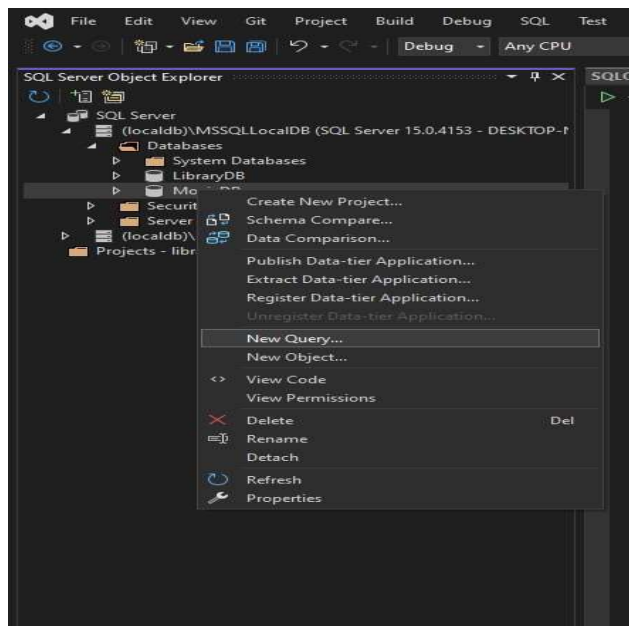 File Edit View Git Project Build Debug SQL Test
Debug Any CPU
SQL Server Object Explorer
SQL Server
(localdb)\MSSQLLocalDB (SQL Server 15.0.4153 - DESKTOP-
Databases
System Databases
LibraryDB
Securit
Server
(localdb)\
Projects - libr
Create New Project...
Schema Compare...
Data Comparison...
Publish Data-tier Application...
Extract Data-tier Application...
Register Data-tier Application...
Unregister Data-tier Application...
New Query...
New Object...
View Code
View Permissions
Delete Del
Rename
Detach
Refresh
Properties